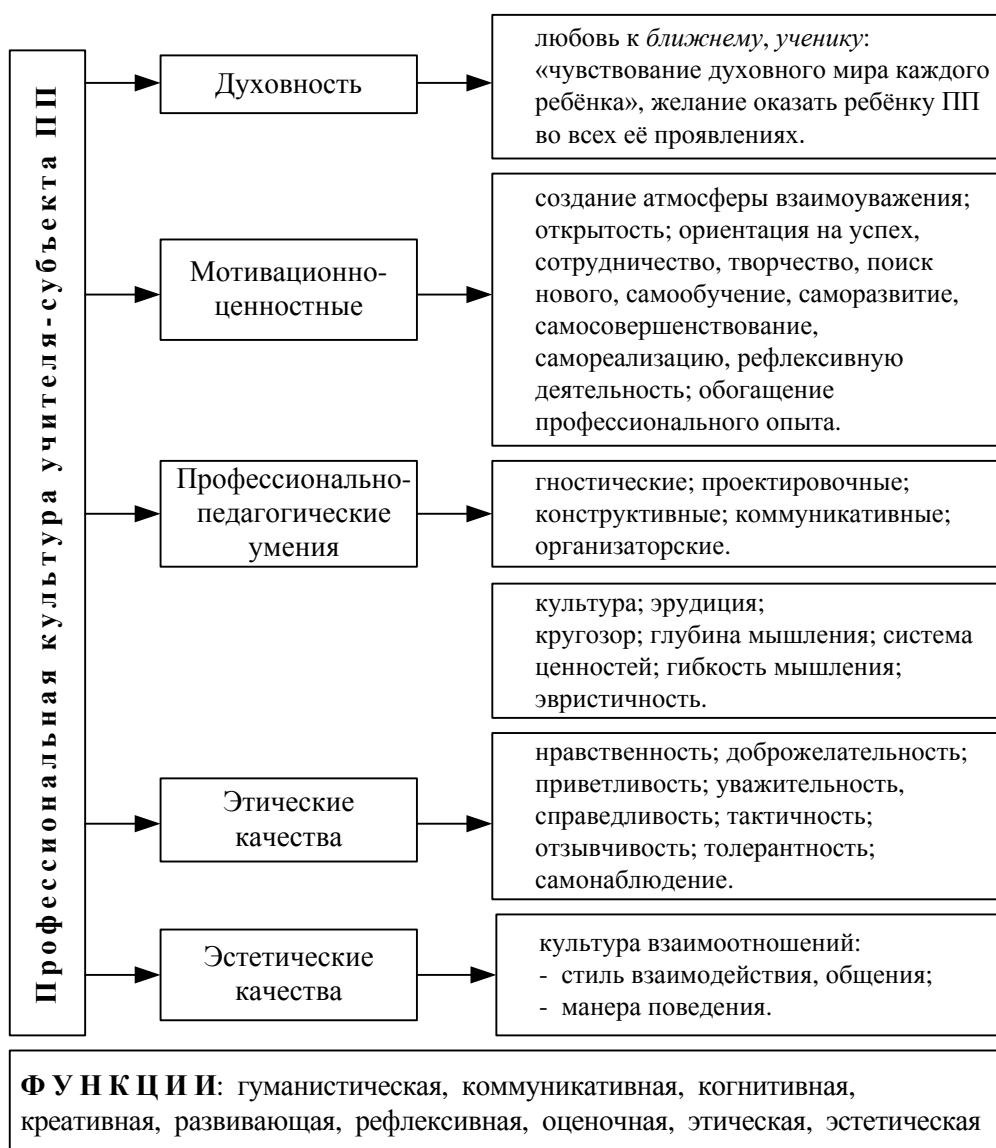 Профессиональная культура учителя-субъекта ПП
Духовность
любовь к ближнему, ученику:
«чувствование духовного мира каждого
ребёнка», желание оказать ребёнку ПП
во всех её проявлениях.
Мотивационно-
ценностные
создание атмосферы взаимоуважения;
открытость; ориентация на успех,
сотрудничество, творчество, поиск
нового, самообучение, саморазвитие,
самосовершенствование,
самореализацию, рефлексивную
деятельность; обогащение
профессионального опыта.
Профессионально-
педагогические
умения
гностические; проектировочные;
конструктивные; коммуникативные;
организаторские.
культура; эрудиция;
кругозор; глубина мышления; система
ценностей; гибкость мышления;
эвристичность.
Этические
качества
нравственность; доброжелательность;
приветливость; уважительность,
справедливость; тактичность;
отзывчивость; толерантность;
самонаблюдение.
Эстетические
качества
культура взаимоотношений:
- стиль взаимодействия, общения;
- манера поведения.
ФУНКЦИИ: гуманистическая, коммуникативная, когнитивная,
креативная, развивающая, рефлексивная, оценочная, этическая, эстетическая